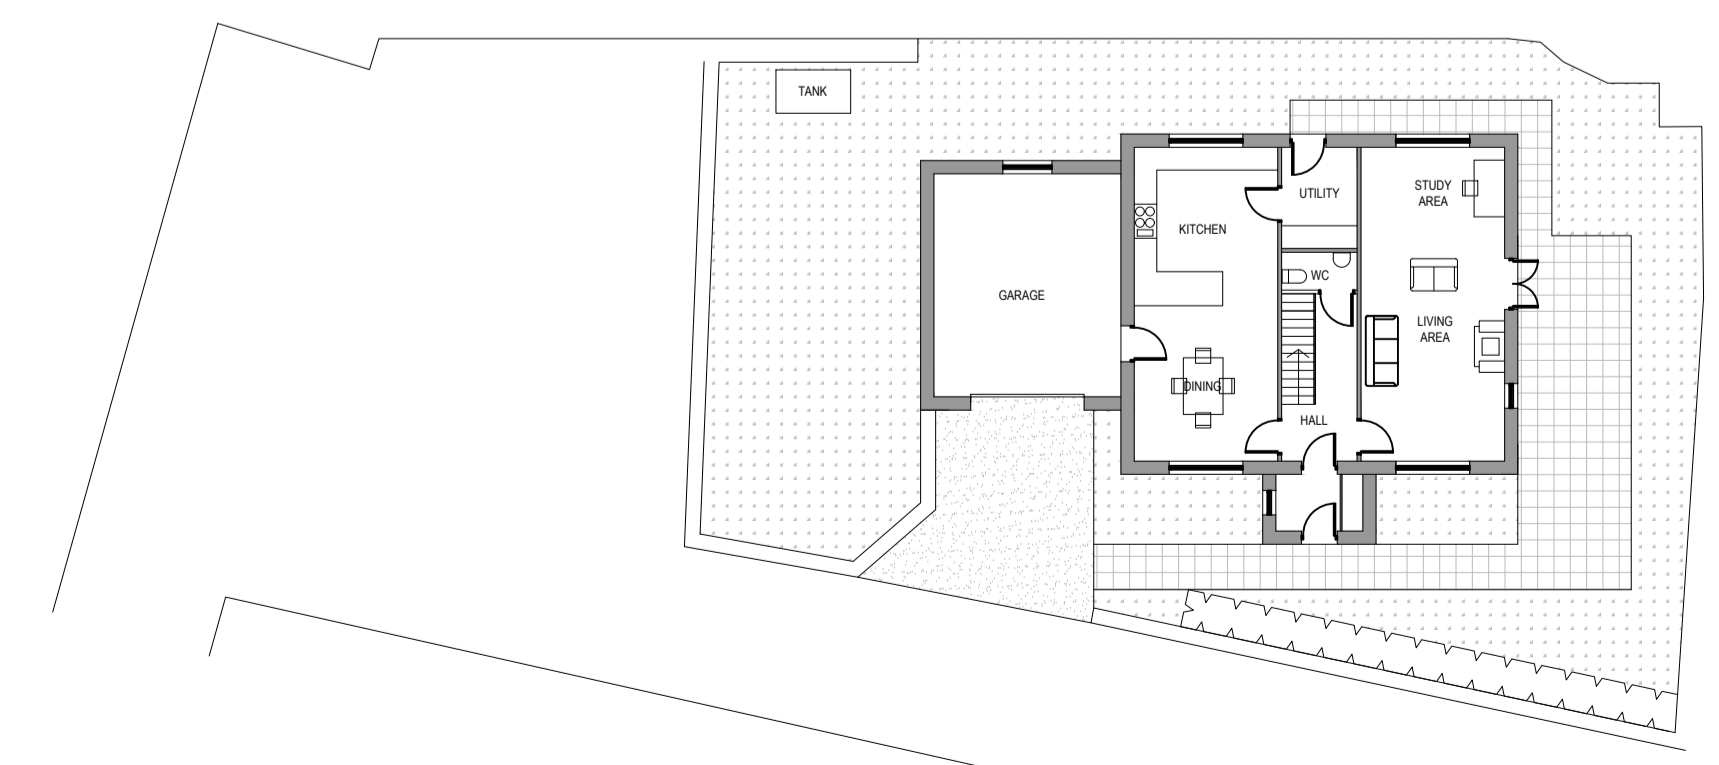 TANK
STUDY
AREA
UTILITY
KITCHEN
WC
GARAGE
LIVING
AREA
DINING
HALL